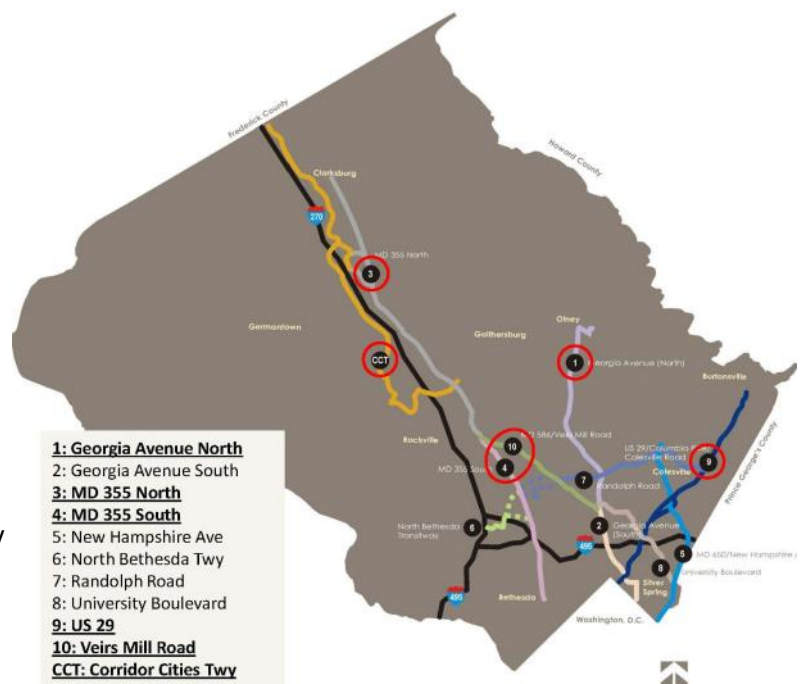 Frederick County
Howard County
Clarksburg
270
MD 355 North
3
Olney
Germantown
Gaithersburg
CCT
1
Georgia Avenue (North)
Burtonsville
Prince George's County
10
MD 586/Veirs Mill Road
Rockville
US 29/Columbia Pike
Colesville Road
MD 355 South
4
9
Colesville
7
Randolph Road
North Bethesda
Transitway
6
2
Georgia Avenue
(South)
495
5
MD 650/New Hampshire
8
University Boulevard
Silver
Spring
495
Bethesda
Washington, D.C.
1: Georgia Avenue North
2: Georgia Avenue South
3: MD 355 North
4: MD 355 South
5: New Hampshire Ave
6: North Bethesda Twy
7: Randolph Road
8: University Boulevard
9: US 29
10: Veirs Mill Road
CCT: Corridor Cities Twy
y